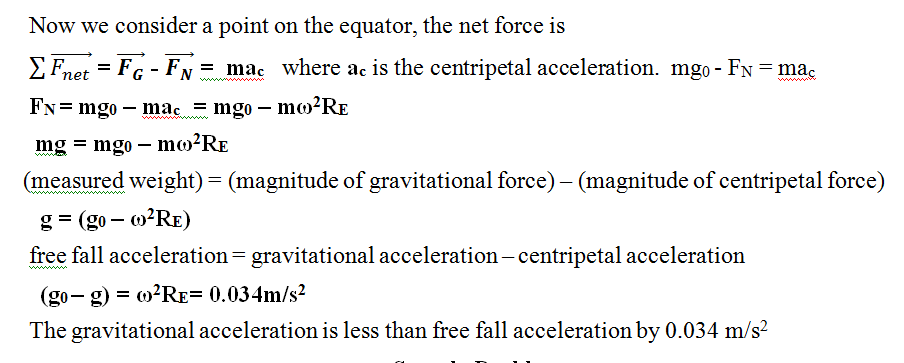 Now we consider a point on the equator, the net force is
∑ F⃗net = F⃗G - F⃗N = mac where ac is the centripetal acceleration. mg0 - FN = mac
FN = mg0 – mac = mg0 – mω²RE
mg = mg0 – mω²RE
(measured weight) = (magnitude of gravitational force) – (magnitude of centripetal force)
g = (g0 – ω²RE)
free fall acceleration = gravitational acceleration – centripetal acceleration
(g0 – g) = ω²RE= 0.034m/s²
The gravitational acceleration is less than free fall acceleration by 0.034 m/s²